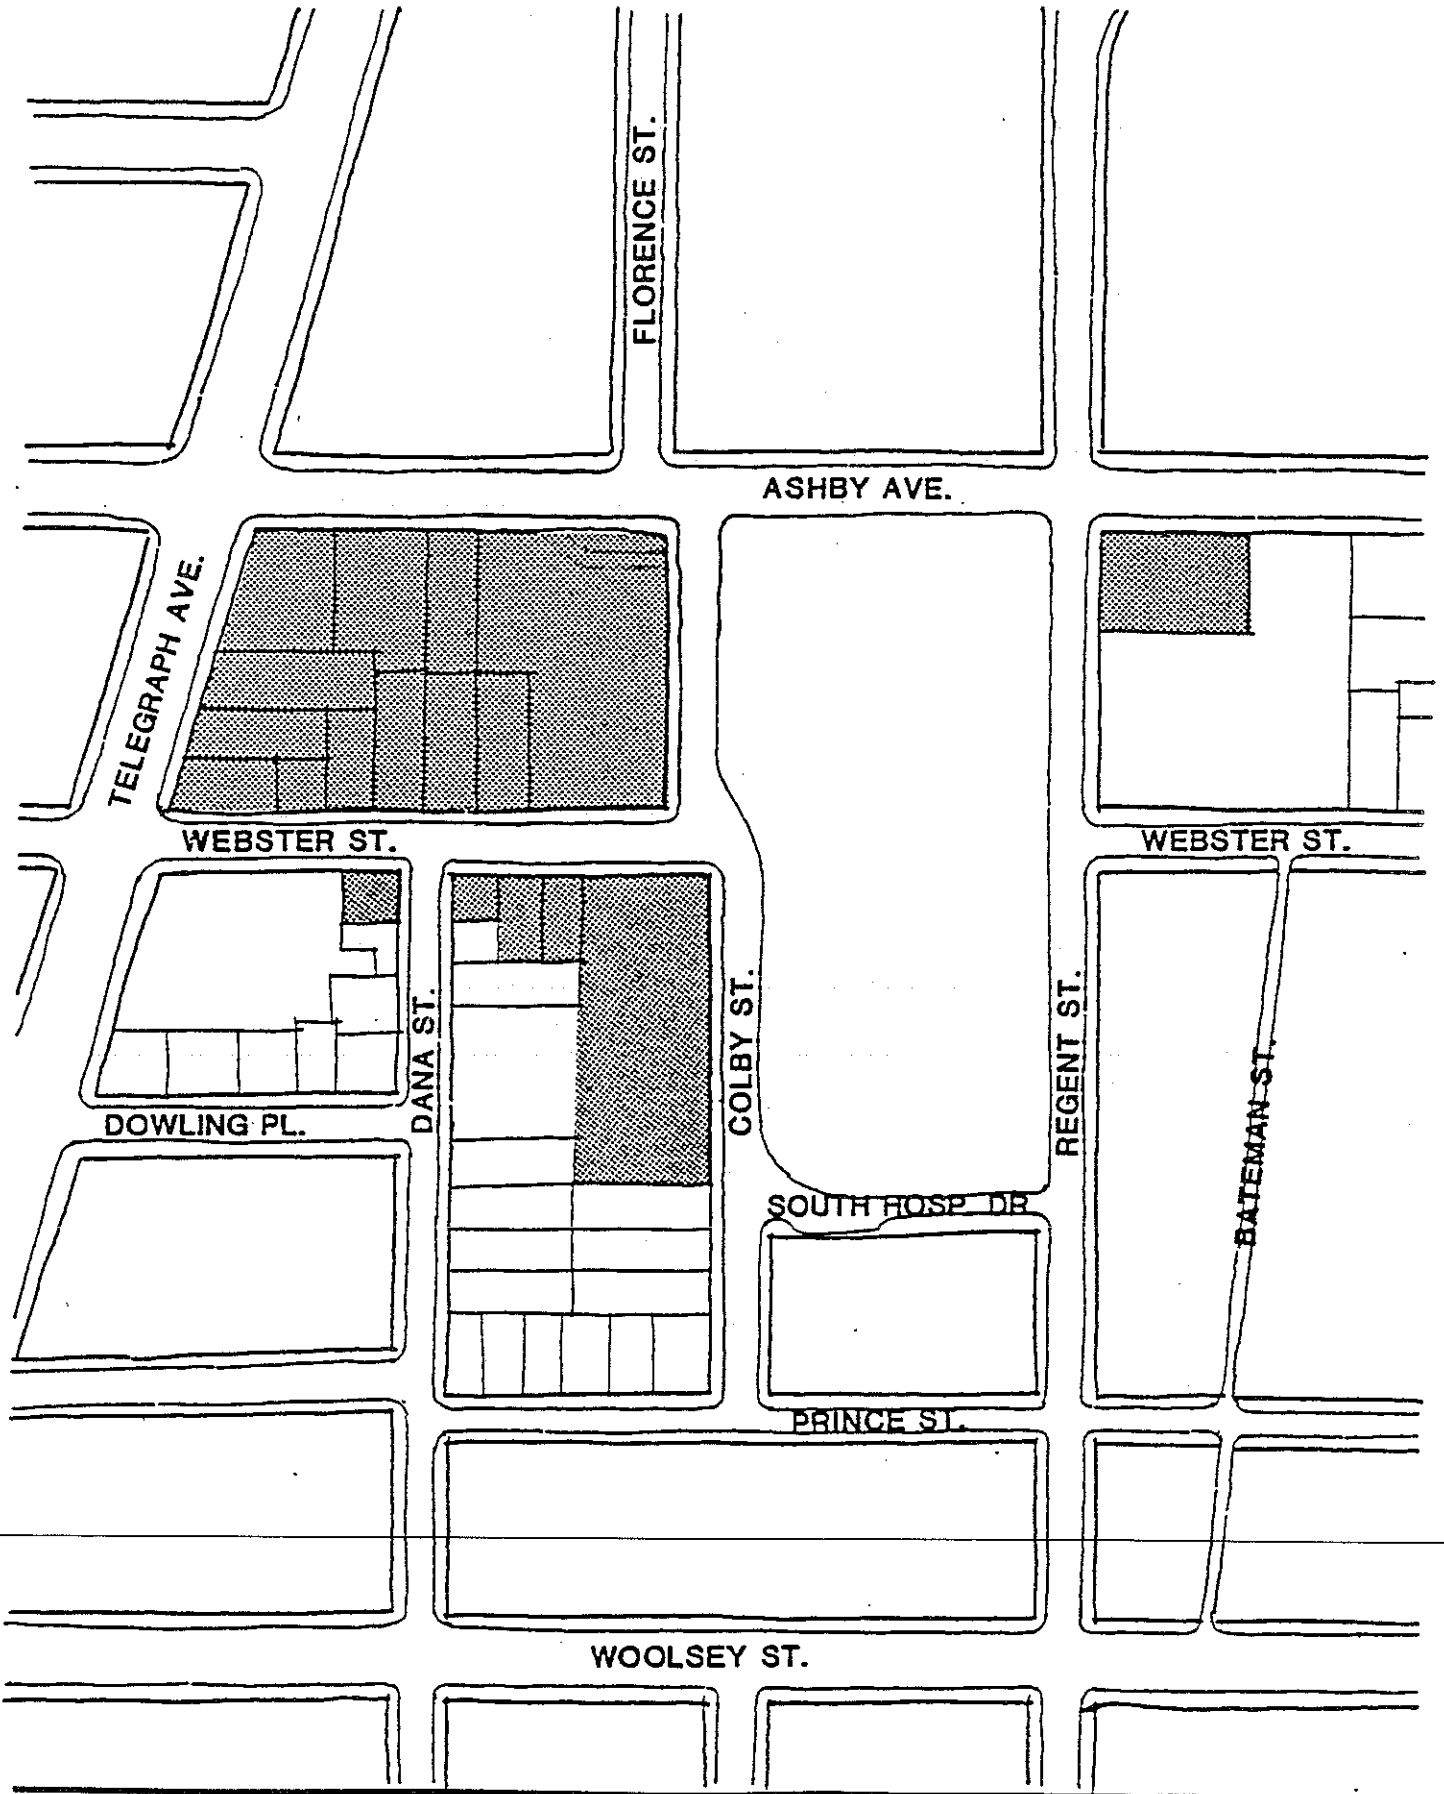 FLORENCE ST.
ASHBY AVE.
TELEGRAPH AVE.
WEBSTER ST.
WEBSTER ST.
DANA ST.
COLBY ST.
REGENT ST.
BATEMAN ST.
DOWLING PL.
SOUTH HOSP. DR
PRINCE ST.
WOOLSEY ST.